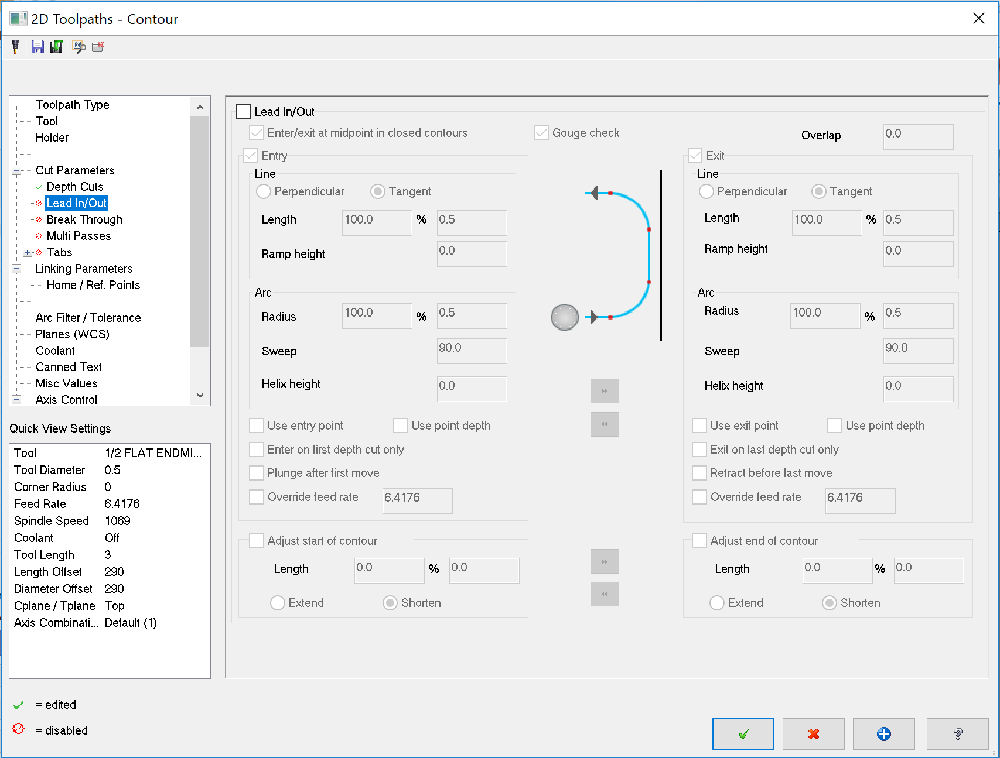 2D Toolpaths - Contour
Toolpath Type
Tool
Holder
Cut Parameters
Depth Cuts
Lead In/Out
Break Through
Multi Passes
Tabs
Linking Parameters
Home / Ref. Points
Arc Filter / Tolerance
Planes (WCS)
Coolant
Canned Text
Misc Values
Axis Control
Quick View Settings
Tool 1/2 FLAT ENDMI...
Tool Diameter 0.5
Corner Radius 0
Feed Rate 6.4176
Spindle Speed 1069
Coolant Off
Tool Length 3
Length Offset 290
Diameter Offset 290
Cplane / Tplane Top
Axis Combinati... Default (1)
= edited
= disabled
Lead In/Out
Enter/exit at midpoint in closed contours
Gouge check
Overlap 0.0
Entry
Line
Perpendicular Tangent
Length 100.0 % 0.5
Ramp height 0.0
Arc
Radius 100.0 % 0.5
Sweep 90.0
Helix height 0.0
Use entry point Use point depth
Enter on first depth cut only
Plunge after first move
Override feed rate 6.4176
Adjust start of contour
Length 0.0 % 0.0
Extend Shorten
Exit
Line
Perpendicular Tangent
Length 100.0 % 0.5
Ramp height 0.0
Arc
Radius 100.0 % 0.5
Sweep 90.0
Helix height 0.0
Use exit point Use point depth
Exit on last depth cut only
Retract before last move
Override feed rate 6.4176
Adjust end of contour
Length 0.0 % 0.0
Extend Shorten
?